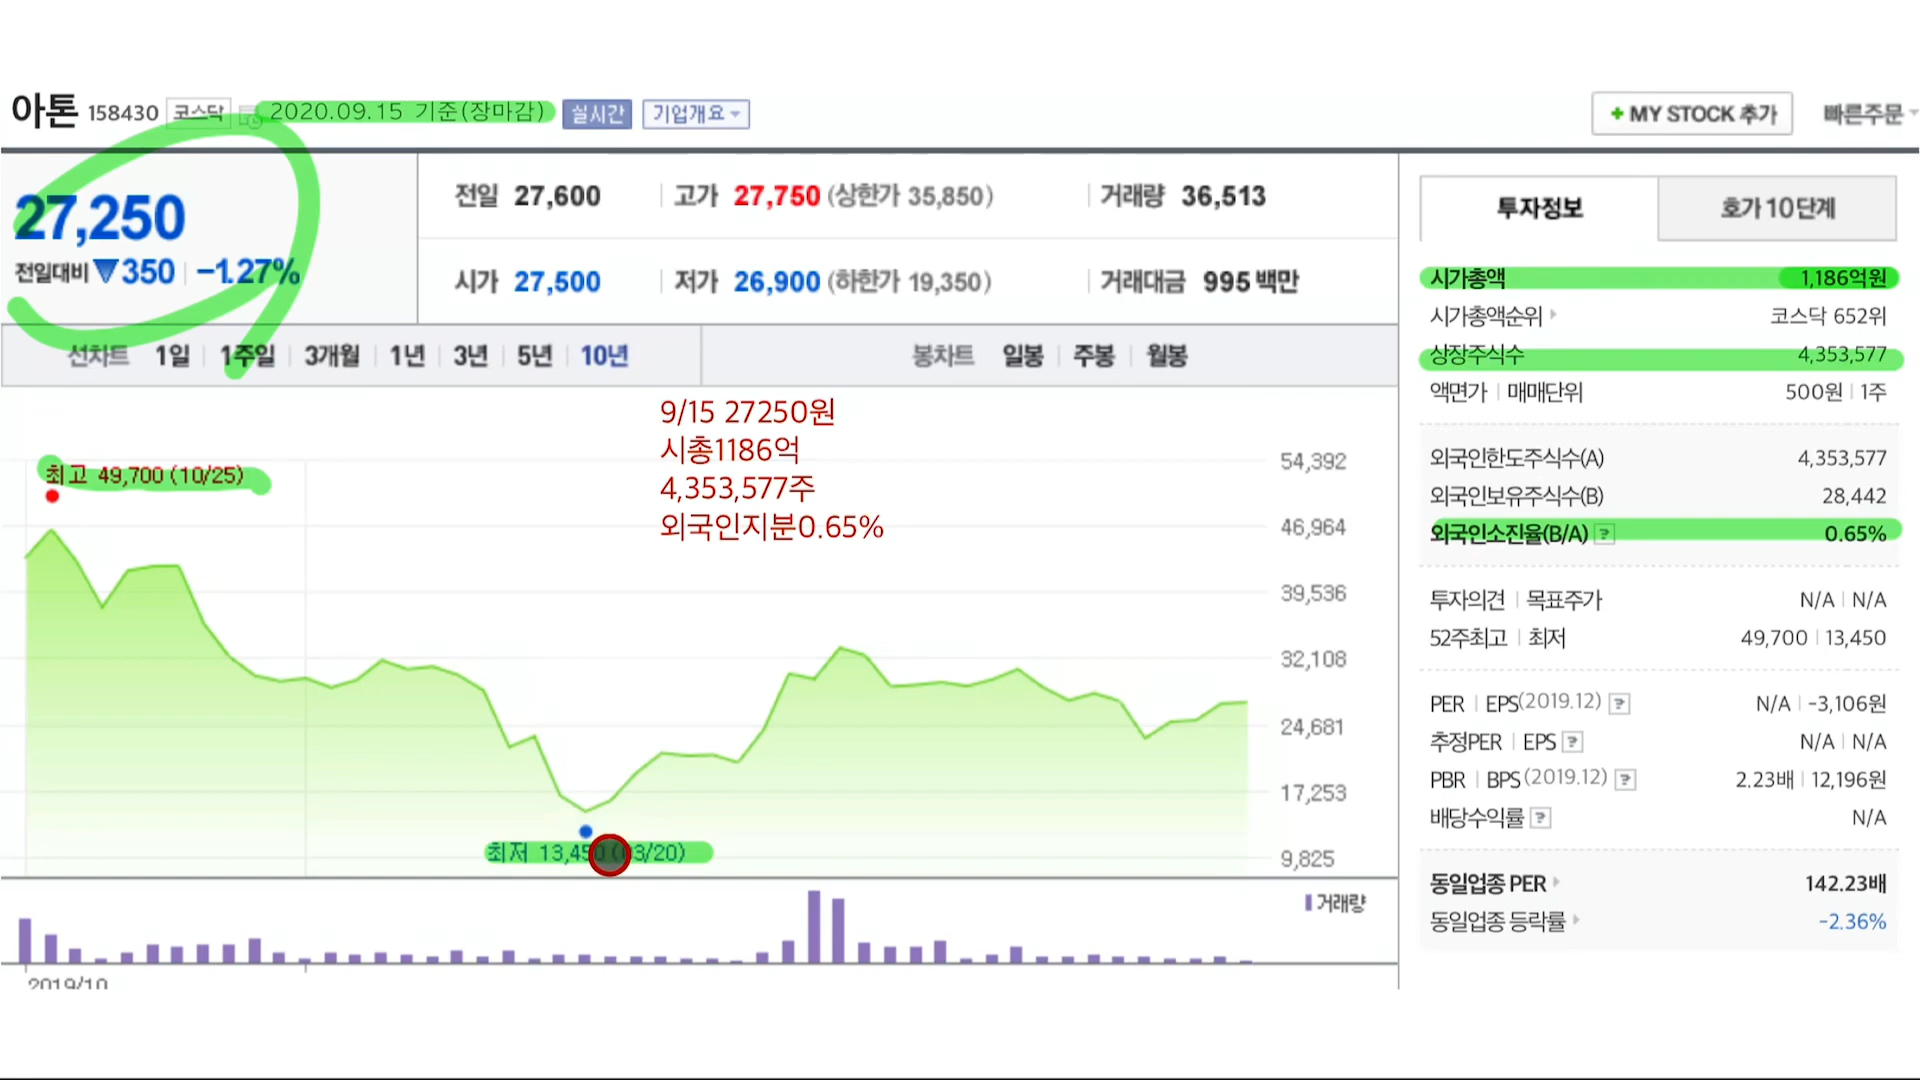 아톤 158430 코스닥 2020.09.15 기준(장마감) 실시간 기업개요
+ MY STOCK 추가 빠른주문
27,250
전일대비 ▼350 -1.27%
전일 27,600 고가 27,750 (상한가 35,850) 거래량 36,513
시가 27,500 저가 26,900 (하한가 19,350) 거래대금 995 백만
선차트 1일 1주일 3개월 1년 3년 5년 10년 봉차트 일봉 주봉 월봉
9/15 27250원
시총1186억
4,353,577주
외국인지분0.65%
최고 49,700 (10/25)
최저 13,450 (03/20)
54,392
46,964
39,536
32,108
24,681
17,253
9,825
거래량
2019/10
투자정보 호가 10단계
시가총액 1,186억원
시가총액순위 코스닥 652위
상장주식수 4,353,577
액면가 매매단위 500원 1주
외국인한도주식수(A) 4,353,577
외국인보유주식수(B) 28,442
외국인소진율(B/A) ? 0.65%
투자의견 목표주가 N/A N/A
52주최고 최저 49,700 13,450
PER EPS(2019.12) ? N/A -3,106원
추정PER EPS ? N/A N/A
PBR BPS (2019.12) ? 2.23배 12,196원
배당수익률 ? N/A
동일업종 PER 142.23배
동일업종 등락률 -2.36%